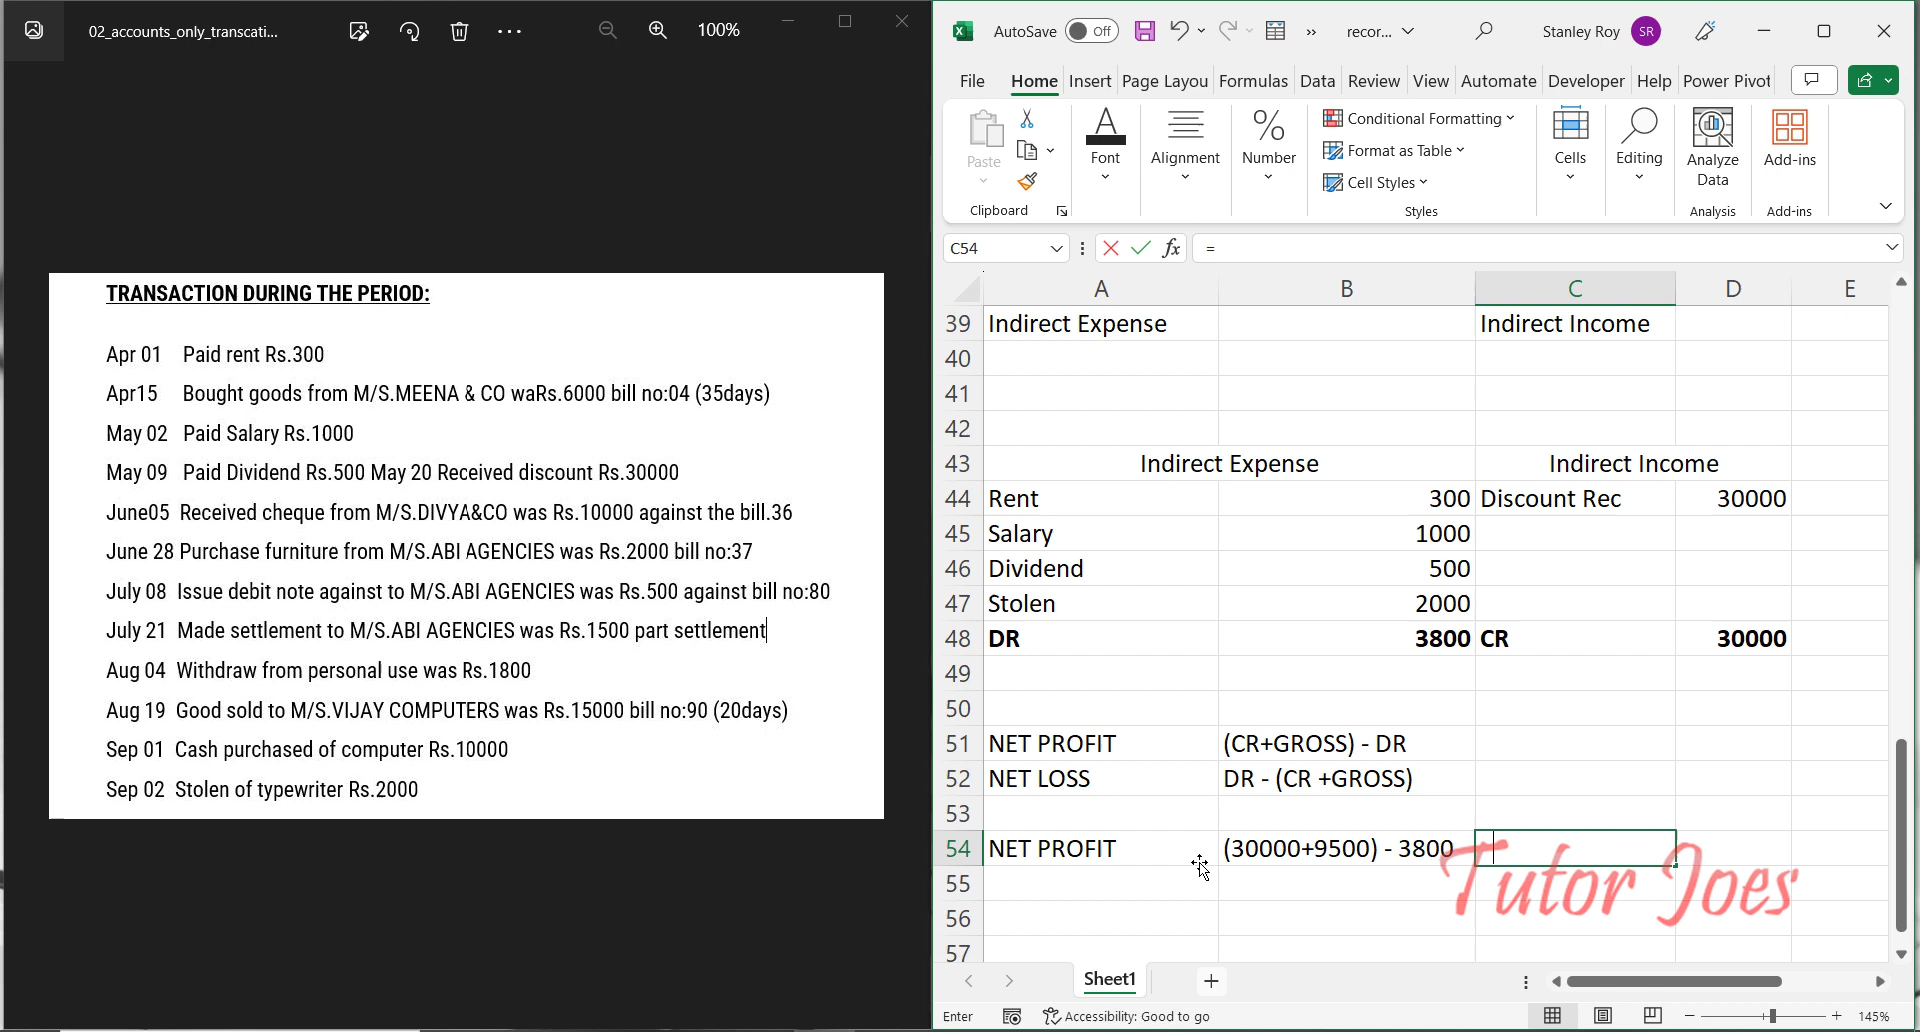 02_accounts_only_transcati...
100%
TRANSACTION DURING THE PERIOD:
Apr 01 Paid rent Rs.300
Apr15 Bought goods from M/S.MEENA & CO waRs.6000 bill no:04 (35days)
May 02 Paid Salary Rs.1000
May 09 Paid Dividend Rs.500 May 20 Received discount Rs.30000
June05 Received cheque from M/S.DIVYA&CO was Rs.10000 against the bill.36
June 28 Purchase furniture from M/S.ABI AGENCIES was Rs.2000 bill no:37
July 08 Issue debit note against to M/S.ABI AGENCIES was Rs.500 against bill no:80
July 21 Made settlement to M/S.ABI AGENCIES was Rs.1500 part settlement
Aug 04 Withdraw from personal use was Rs.1800
Aug 19 Good sold to M/S.VIJAY COMPUTERS was Rs.15000 bill no:90 (20days)
Sep 01 Cash purchased of computer Rs.10000
Sep 02 Stolen of typewriter Rs.2000
AutoSave Off recor... Stanley Roy SR
File Home Insert Page Layou Formulas Data Review View Automate Developer Help Power Pivot
Paste Font Alignment Number Conditional Formatting Format as Table Cell Styles Cells Editing Analyze Data Add-ins
Clipboard Styles Analysis Add-ins
C54 fx =
A B C D E
39 Indirect Expense Indirect Income
40
41
42
43 Indirect Expense Indirect Income
44 Rent 300 Discount Rec 30000
45 Salary 1000
46 Dividend 500
47 Stolen 2000
48 DR 3800 CR 30000
49
50
51 NET PROFIT (CR+GROSS) - DR
52 NET LOSS DR - (CR +GROSS)
53
54 NET PROFIT (30000+9500) - 3800
55
56
57
Tutor Joes
Sheet1
Enter Accessibility: Good to go 145%